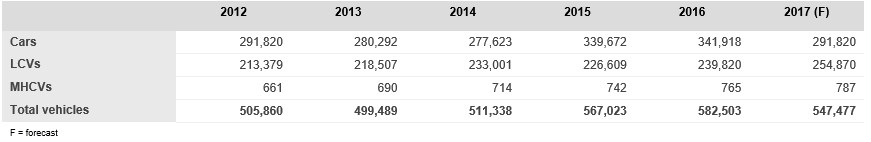 2012 2013 2014 2015 2016 2017 (F)
Cars 291,820 280,292 277,623 339,672 341,918 291,820
LCVs 213,379 218,507 233,001 226,609 239,820 254,870
MHCVs 661 690 714 742 765 787
Total vehicles 505,860 499,489 511,338 567,023 582,503 547,477
F = forecast